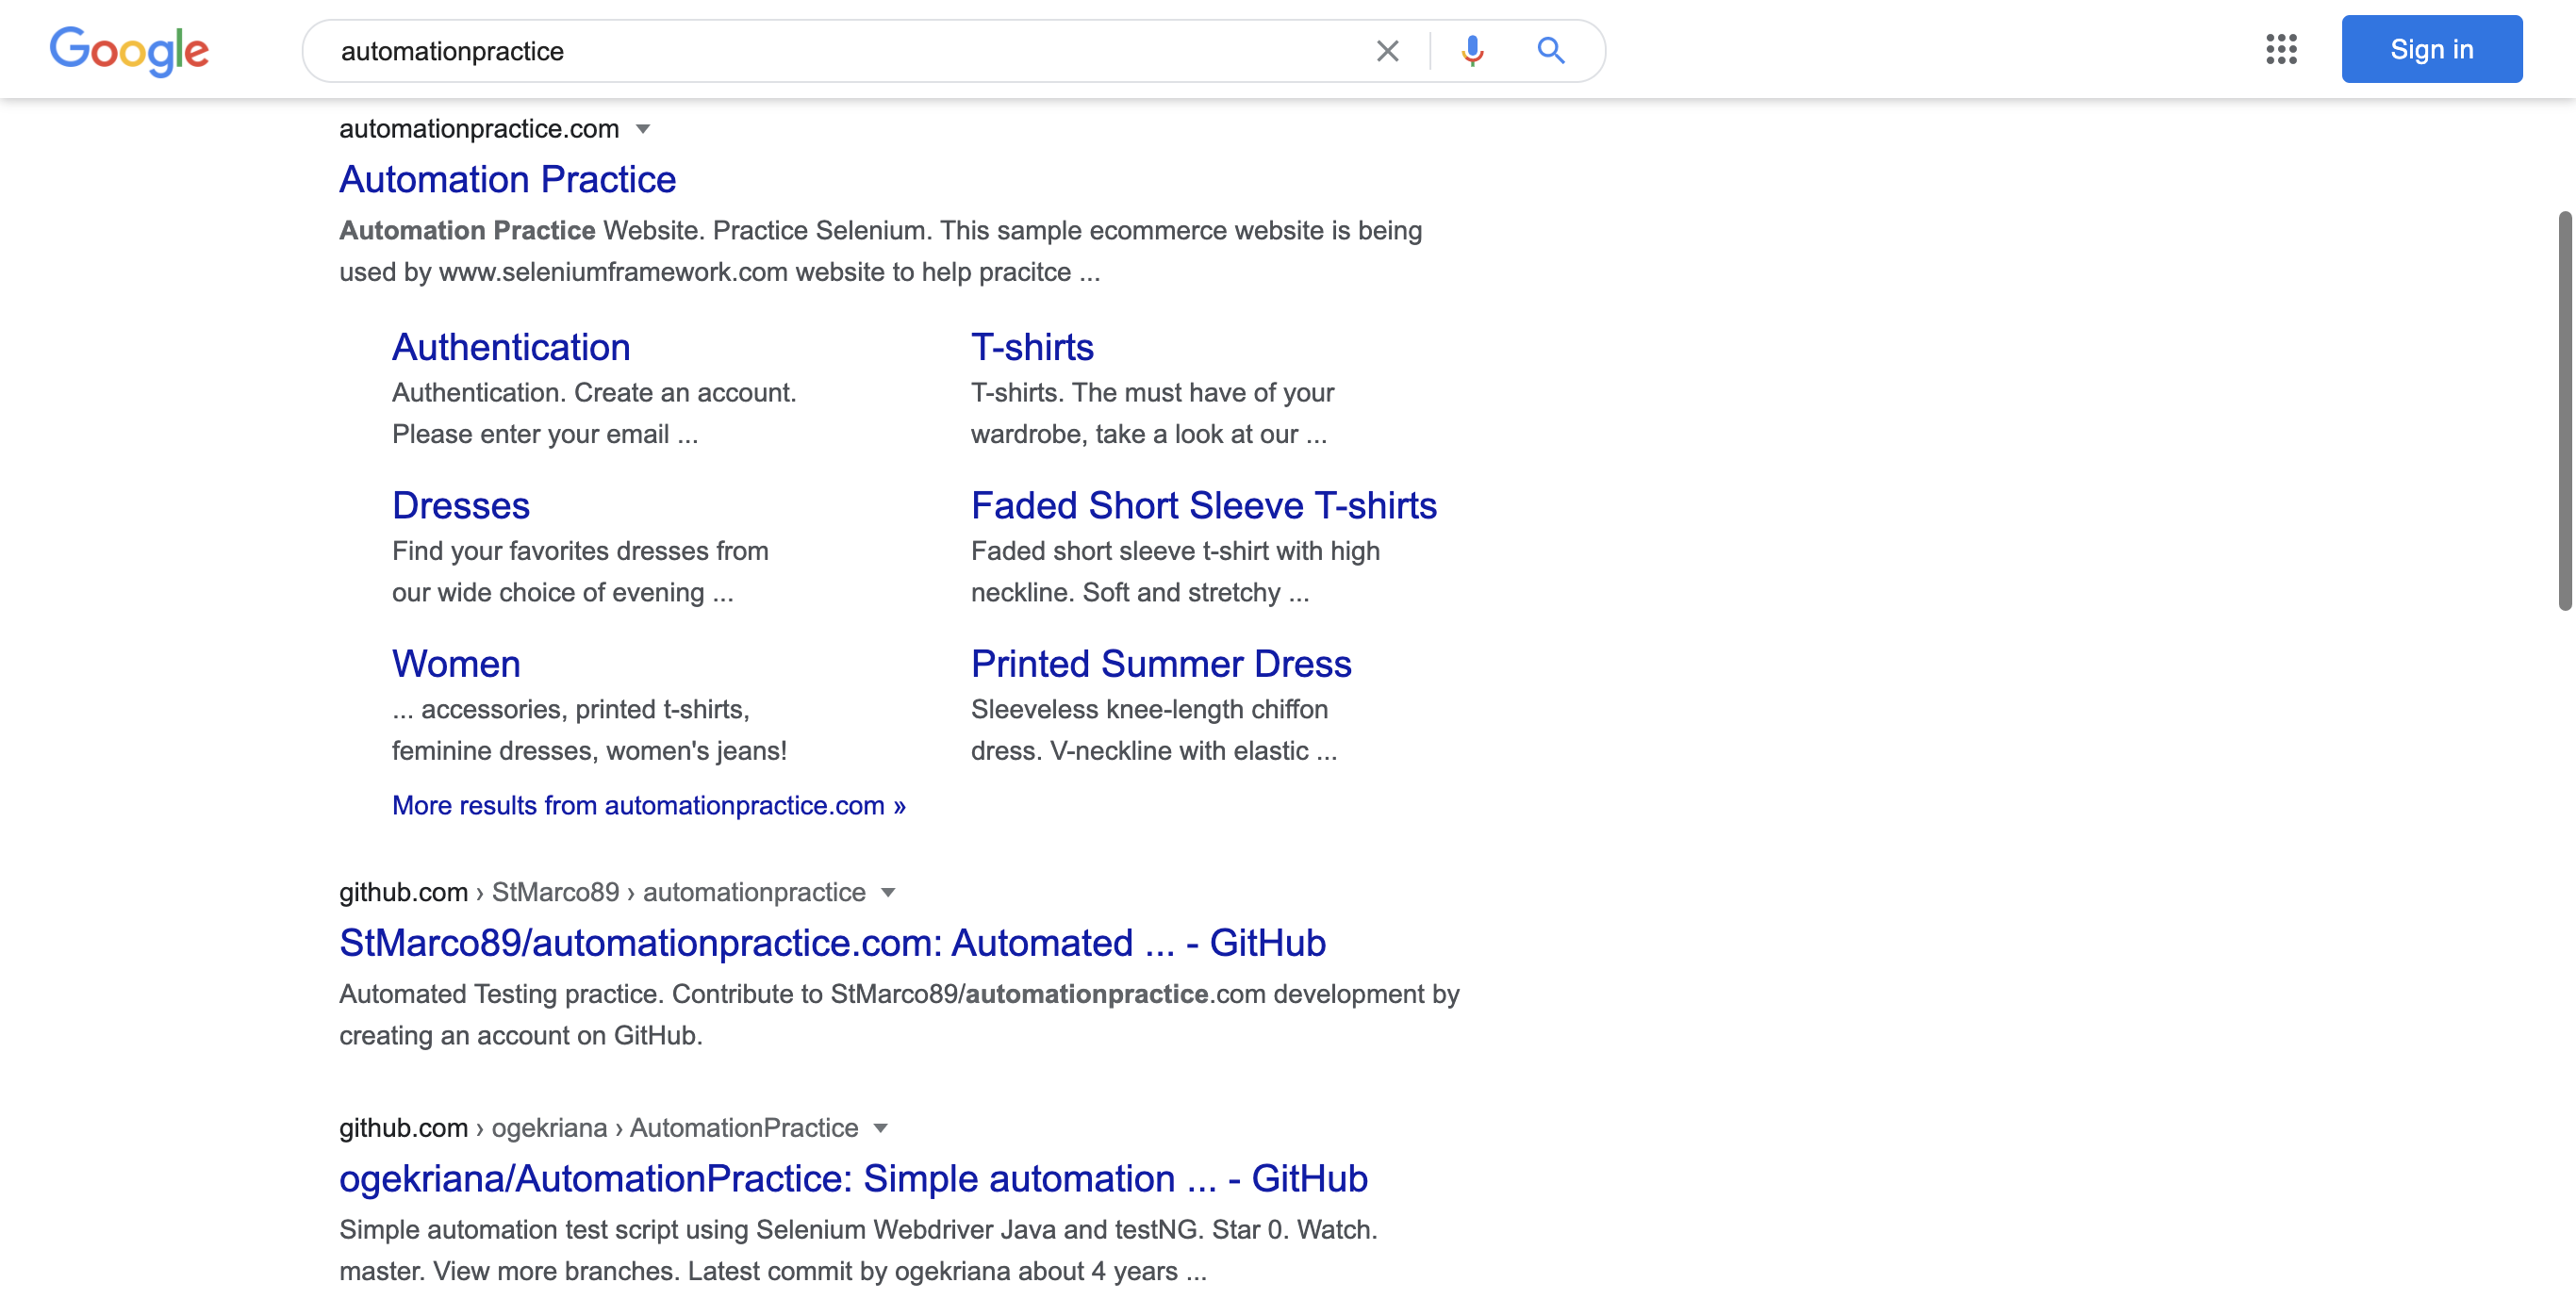 Google
automationpractice
Sign in
automationpractice.com
Automation Practice
Automation Practice Website. Practice Selenium. This sample ecommerce website is being
used by www.seleniumframework.com website to help pracitce ...
Authentication
Authentication. Create an account.
Please enter your email ...
T-shirts
T-shirts. The must have of your
wardrobe, take a look at our ...
Dresses
Find your favorites dresses from
our wide choice of evening ...
Faded Short Sleeve T-shirts
Faded short sleeve t-shirt with high
neckline. Soft and stretchy ...
Women
... accessories, printed t-shirts,
feminine dresses, women's jeans!
Printed Summer Dress
Sleeveless knee-length chiffon
dress. V-neckline with elastic ...
More results from automationpractice.com »
github.com › StMarco89 › automationpractice
StMarco89/automationpractice.com: Automated ... - GitHub
Automated Testing practice. Contribute to StMarco89/automationpractice.com development by
creating an account on GitHub.
github.com › ogekriana › AutomationPractice
ogekriana/AutomationPractice: Simple automation ... - GitHub
Simple automation test script using Selenium Webdriver Java and testNG. Star 0. Watch.
master. View more branches. Latest commit by ogekriana about 4 years ...